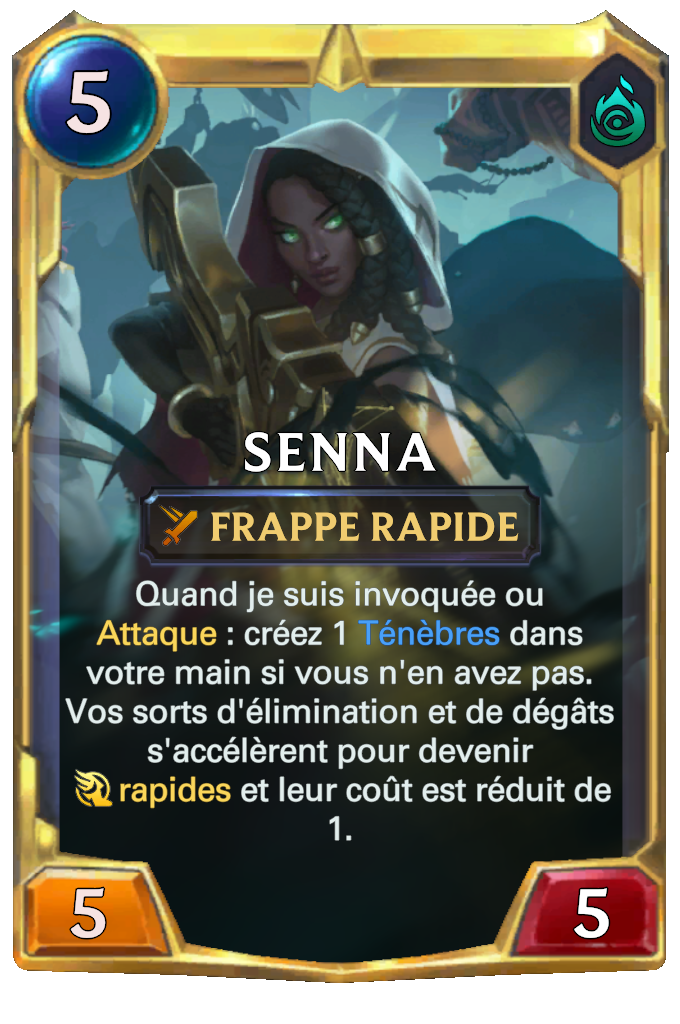 5
SENNA
FRAPPE RAPIDE
Quand je suis invoquée ou
Attaque : créez 1 Ténèbres dans
votre main si vous n'en avez pas.
Vos sorts d'élimination et de dégâts
s'accélèrent pour devenir
rapides et leur coût est réduit de
1.
5
5